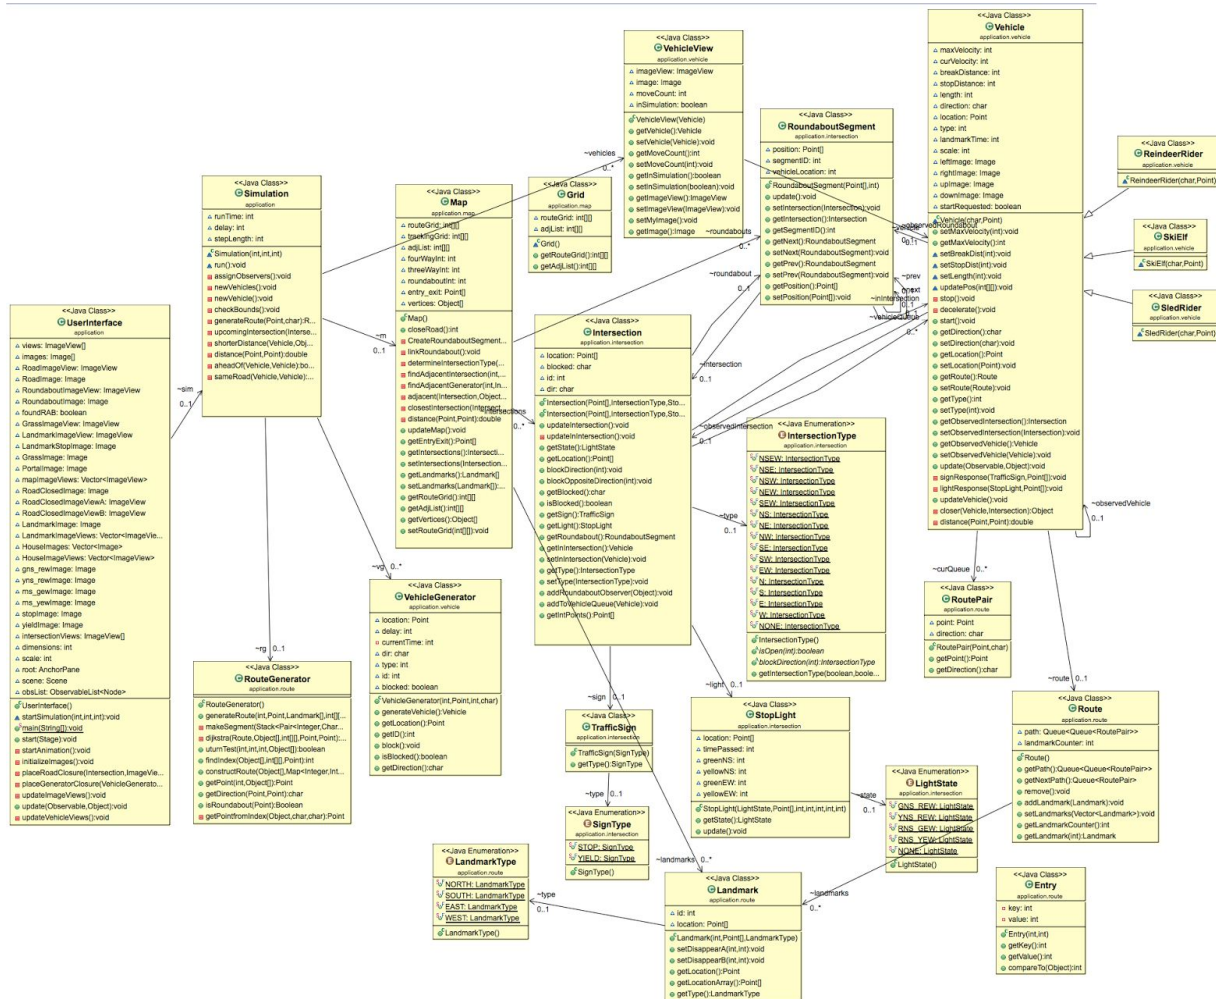 <<Java Class>>
UserInterface
application
views: ImageView[]
images: Image[]
RoadImageView: ImageView
RoadImage: Image
RoundaboutImageView: ImageView
RoundaboutImage: Image
foundRAB: boolean
GrassImageView: ImageView
LandmarkImageView: ImageView
LandmarkStopImage: Image
GrassImage: Image
PortalImage: Image
mapImageViews: Vector<ImageView>
RoadClosedImage: Image
RoadClosedImageViewA: ImageView
RoadClosedImageViewB: ImageView
LandmarkImage: Image
LandmarkImageViews: Vector<ImageVie...
HouseImages: Vector<Image>
HouseImageViews: Vector<ImageView>
gns_rewImage: Image
yns_rewImage: Image
ms_gewImage: Image
ms_yewImage: Image
stopImage: Image
yieldImage: Image
intersectionViews: ImageView[]
dimensions: int
scale: int
root: AnchorPane
scene: Scene
obsList: ObservableList<Node>
UserInterface()
startSimulation(int,int,int):void
main(String[]):void
start(Stage):void
startAnimation():void
initializeImages():void
placeRoadClosure(Intersection,ImageVie...
placeGeneratorClosure(VehicleGenerato...
updateImageViews():void
update(Observable,Object):void
updateVehicleViews():void
~sim
0..1
<<Java Class>>
Simulation
application
runTime: int
delay: int
stepLength: int
Simulation(int,int,int)
run():void
assignObservers():void
newVehicles():void
newVehicle():void
checkBounds():void
generateRoute(Point,char):R...
upcomingIntersection(Interse...
shorterDistance(Vehicle,Obj...
distance(Point,Point):double
aheadOf(Vehicle,Vehicle):bo...
sameRoad(Vehicle,Vehicle):...
~vehicles
0..*
~m
0..1
~vg
0..*
~rg
0..1
<<Java Class>>
RouteGenerator
application.route
RouteGenerator()
generateRoute(int,Point,Landmark[],int[][...
makeSegment(Stack<Pair<Integer,Char...
dijkstra(Route,Object[],int[][],Point,Point):...
uturnTest(int,int,int,Object[]):boolean
findIndex(Object[],int[][],Point):int
constructRoute(Object[],Map<Integer,Int...
getPoint(int,Object[]):Point
getDirection(Point,Point):char
isRoundabout(Point):Boolean
getPointfromIndex(Object,char,char):Point
<<Java Class>>
Map
application.map
routeGrid: int[][]
trackingGrid: int[][]
adjList: int[][]
fourWayInt: int
threeWayInt: int
roundaboutInt: int
entry_exit: Point[]
vertices: Object[]
Map()
closeRoad():int
CreateRoundaboutSegment...
linkRoundabout():void
determineIntersectionType(...
findAdjacentIntersection(int,...
findAdjacentGenerator(int,In...
adjacent(Intersection,Object...
closestIntersection(Intersect...
distance(Point,Point):double
updateMap():void
getEntryExit():Point[]
getIntersections():Intersecti...
setIntersections(Intersection...
getLandmarks():Landmark[]
setLandmarks(Landmark[]):...
getRouteGrid():int[][]
getAdjList():int[][]
getVertices():Object[]
setRouteGrid(int[][]):void
~intersections
0..*
<<Java Class>>
VehicleGenerator
application.vehicle
location: Point
delay: int
currentTime: int
dir: char
type: int
id: int
blocked: boolean
VehicleGenerator(int,Point,int,char)
generateVehicle():Vehicle
getLocation():Point
getID():int
block():void
isBlocked():boolean
getDirection():char
<<Java Class>>
Grid
application.map
routeGrid: int[][]
adjList: int[][]
Grid()
getRouteGrid():int[][]
getAdjList():int[][]
<<Java Class>>
VehicleView
application.vehicle
imageView: ImageView
image: Image
moveCount: int
inSimulation: boolean
VehicleView(Vehicle)
getVehicle():Vehicle
setVehicle(Vehicle):void
getMoveCount():int
setMoveCount(int):void
getInSimulation():boolean
setInSimulation(boolean):void
getImageView():ImageView
setImageView(ImageView):void
setMyImage():void
getImage():Image
~roundabouts
0..*
~roundabout
0..1
<<Java Class>>
RoundaboutSegment
application.intersection
position: Point[]
segmentID: int
vehicleLocation: int
RoundaboutSegment(Point[],int)
update():void
setIntersection(Intersection):void
getIntersection():Intersection
getSegmentID():int
getNext():RoundaboutSegment
setNext(RoundaboutSegment):void
getPrev():RoundaboutSegment
setPrev(RoundaboutSegment):void
getPosition():Point[]
setPosition(Point[]):void
~observedRoundabout
~vehicle
0..1
~prev
0..1
~next
~inIntersection
0..1
~vehicleQueue
~intersection
0..1
<<Java Class>>
Intersection
application.intersection
location: Point[]
blocked: char
id: int
dir: char
Intersection(Point[],IntersectionType,Sto...
Intersection(Point[],IntersectionType,Sto...
updateIntersection():void
updateInIntersection():void
getState():LightState
getLocation():Point[]
blockDirection(int):void
blockOppositeDirection(int):void
getBlocked():char
isBlocked():boolean
getSign():TrafficSign
getLight():StopLight
getRoundabout():RoundaboutSegment
getInIntersection():Vehicle
setInIntersection(Vehicle):void
getType():IntersectionType
setType(IntersectionType):void
addRoundaboutObserver(Object):void
addToVehicleQueue(Vehicle):void
getIntPoints():Point[]
~observedIntersection
0..1
~type
0..1
<<Java Enumeration>>
IntersectionType
application.intersection
NSEW: IntersectionType
NSE: IntersectionType
NSW: IntersectionType
NEW: IntersectionType
SEW: IntersectionType
NS: IntersectionType
NE: IntersectionType
NW: IntersectionType
SE: IntersectionType
SW: IntersectionType
EW: IntersectionType
N: IntersectionType
S: IntersectionType
E: IntersectionType
W: IntersectionType
NONE: IntersectionType
IntersectionType()
isOpen(int):boolean
blockDirection(int):IntersectionType
getIntersectionType(boolean,boole...
~sign
0..1
~light
0..1
<<Java Class>>
TrafficSign
application.intersection
TrafficSign(SignType)
getType():SignType
~type
0..1
<<Java Enumeration>>
SignType
application.intersection
STOP: SignType
YIELD: SignType
SignType()
<<Java Class>>
StopLight
application.intersection
location: Point[]
timePassed: int
greenNS: int
yellowNS: int
greenEW: int
yellowEW: int
StopLight(LightState,Point[],int,int,int,int,int)
getState():LightState
update():void
~state
0..1
<<Java Enumeration>>
LightState
application.intersection
GNS_REW: LightState
YNS_REW: LightState
RNS_GEW: LightState
RNS_YEW: LightState
NONE: LightState
LightState()
<<Java Enumeration>>
LandmarkType
application.route
NORTH: LandmarkType
SOUTH: LandmarkType
EAST: LandmarkType
WEST: LandmarkType
LandmarkType()
~type
0..1
~landmarks
0..*
<<Java Class>>
Landmark
application.route
id: int
location: Point[]
Landmark(int,Point[],LandmarkType)
setDisappearA(int,int):void
setDisappearB(int,int):void
getLocation():Point
getLocationArray():Point[]
getType():LandmarkType
~landmarks
0..*
<<Java Class>>
Vehicle
application.vehicle
maxVelocity: int
curVelocity: int
breakDistance: int
stopDistance: int
length: int
direction: char
location: Point
type: int
landmarkTime: int
scale: int
leftImage: Image
rightImage: Image
upImage: Image
downImage: Image
startRequested: boolean
Vehicle(char,Point)
setMaxVelocity(int):void
getMaxVelocity():int
setBreakDist(int):void
setStopDist(int):void
setLength(int):void
updatePos(int[][]):void
stop():void
decelerate():void
start():void
getDirection():char
setDirection(char):void
getLocation():Point
setLocation(Point):void
getRoute():Route
setRoute(Route):void
getType():int
setType(int):void
getObservedIntersection():Intersection
setObservedIntersection(Intersection):void
getObservedVehicle():Vehicle
setObservedVehicle(Vehicle):void
update(Observable,Object):void
signResponse(TrafficSign,Point[]):void
lightResponse(StopLight,Point[]):void
updateVehicle():void
closer(Vehicle,Intersection):Object
distance(Point,Point):double
~observedVehicle
0..1
<<Java Class>>
ReindeerRider
application.vehicle
ReindeerRider(char,Point)
<<Java Class>>
SkiElf
application.vehicle
SkiElf(char,Point)
<<Java Class>>
SledRider
application.vehicle
SledRider(char,Point)
~curQueue
0..*
<<Java Class>>
RoutePair
application.route
point: Point
direction: char
RoutePair(Point,char)
getPoint():Point
getDirection():char
~route
0..1
<<Java Class>>
Route
application.route
path: Queue<Queue<RoutePair>>
landmarkCounter: int
Route()
getPath():Queue<Queue<RoutePair>>
getNextPath():Queue<RoutePair>
remove():void
addLandmark(Landmark):void
setLandmarks(Vector<Landmark>):void
getLandmarkCounter():int
getLandmark(int):Landmark
<<Java Class>>
Entry
application.route
key: int
value: int
Entry(int,int)
getKey():int
getValue():int
compareTo(Object):int